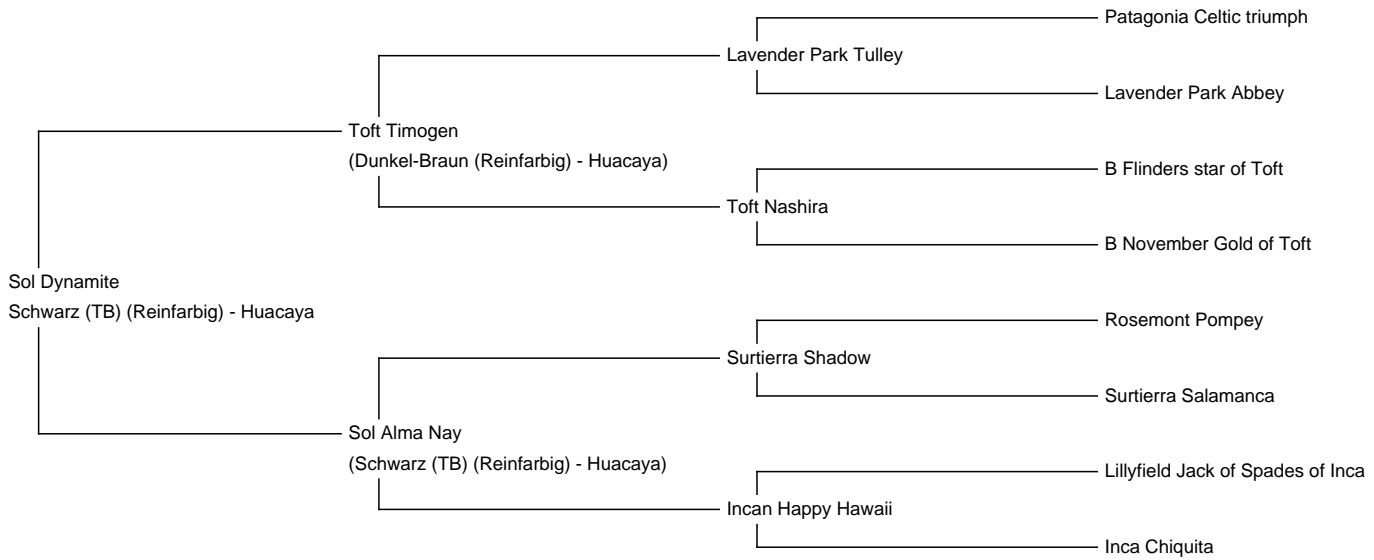 Patagonia Celtic triumph
Lavender Park Tulley
Lavender Park Abbey
Toft Timogen
(Dunkel-Braun (Reinfarbig) - Huacaya)
B Flinders star of Toft
Toft Nashira
B November Gold of Toft
Sol Dynamite
Schwarz (TB) (Reinfarbig) - Huacaya
Rosemont Pompey
Surtierra Shadow
Surtierra Salamanca
Sol Alma Nay
(Schwarz (TB) (Reinfarbig) - Huacaya)
Lillyfield Jack of Spades of Inca
Incan Happy Hawaii
Inca Chiquita